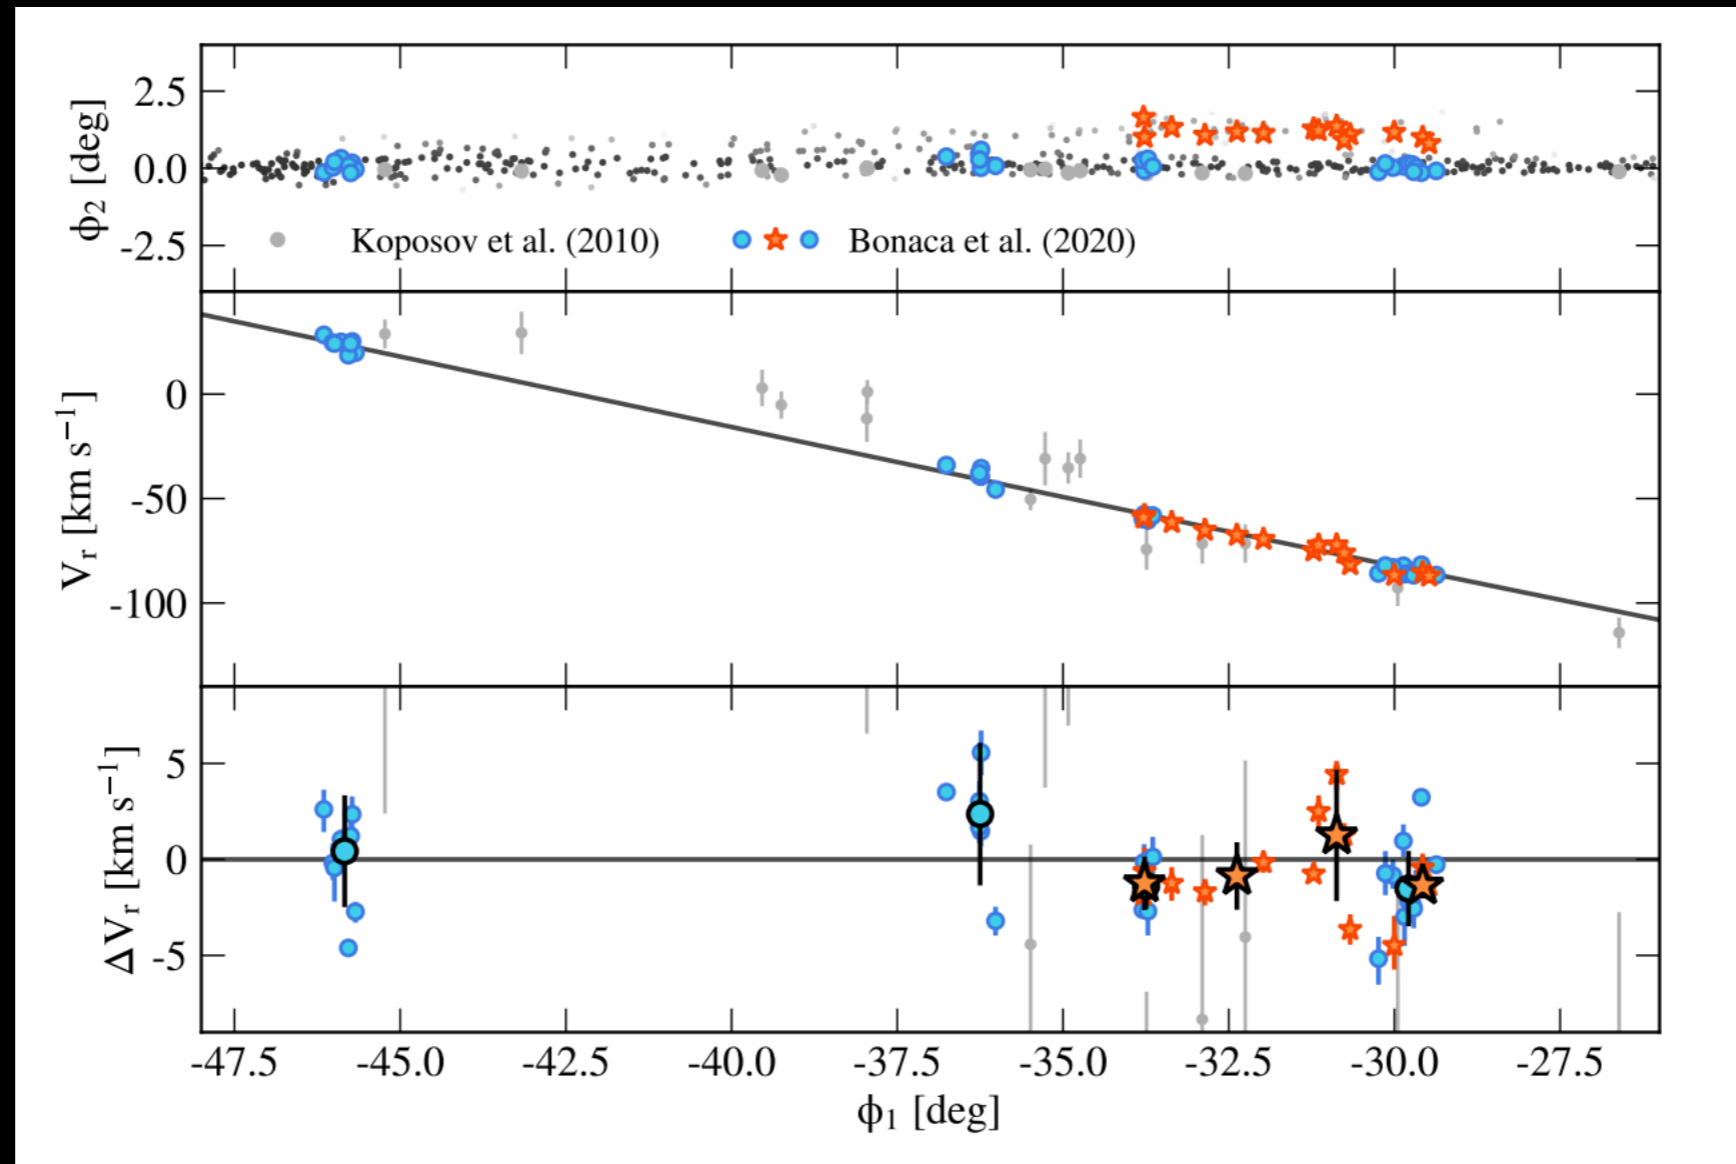 2.5
0.0
-2.5
ϕ2 [deg]
Koposov et al. (2010)
Bonaca et al. (2020)
0
-50
-100
Vr [km s−1]
5
0
-5
ΔVr [km s−1]
-47.5 -45.0 -42.5 -40.0 -37.5 -35.0 -32.5 -30.0 -27.5
ϕ1 [deg]